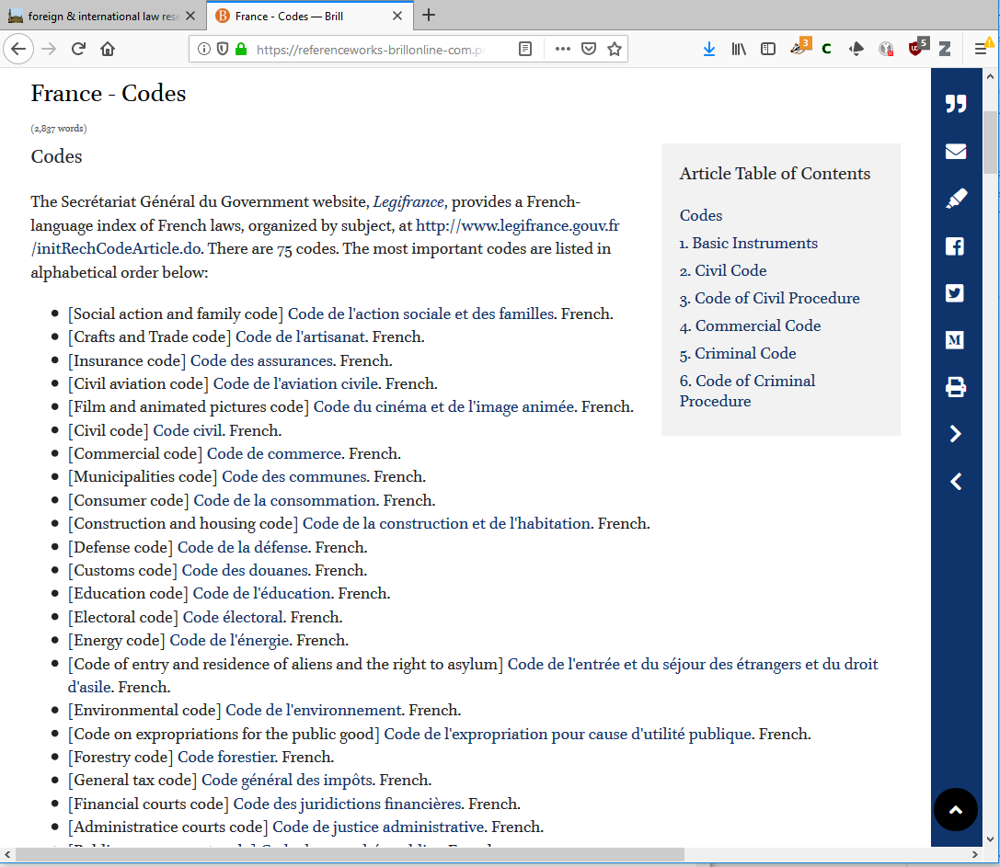 foreign & international law res
France - Codes — Brill
https://referenceworks-brillonline-com.p
3
5
France - Codes
(2,837 words)
Codes
The Secrétariat Général du Government website, Legifrance, provides a French-
language index of French laws, organized by subject, at http://www.legifrance.gouv.fr
/initRechCodeArticle.do. There are 75 codes. The most important codes are listed in
alphabetical order below:
Article Table of Contents
Codes
1. Basic Instruments
2. Civil Code
3. Code of Civil Procedure
4. Commercial Code
5. Criminal Code
6. Code of Criminal
Procedure
• [Social action and family code] Code de l'action sociale et des familles. French.
• [Crafts and Trade code] Code de l'artisanat. French.
• [Insurance code] Code des assurances. French.
• [Civil aviation code] Code de l'aviation civile. French.
• [Film and animated pictures code] Code du cinéma et de l'image animée. French.
• [Civil code] Code civil. French.
• [Commercial code] Code de commerce. French.
• [Municipalities code] Code des communes. French.
• [Consumer code] Code de la consommation. French.
• [Construction and housing code] Code de la construction et de l'habitation. French.
• [Defense code] Code de la défense. French.
• [Customs code] Code des douanes. French.
• [Education code] Code de l'éducation. French.
• [Electoral code] Code électoral. French.
• [Energy code] Code de l'énergie. French.
• [Code of entry and residence of aliens and the right to asylum] Code de l'entrée et du séjour des étrangers et du droit
d'asile. French.
• [Environmental code] Code de l'environnement. French.
• [Code on expropriations for the public good] Code de l'expropriation pour cause d'utilité publique. French.
• [Forestry code] Code forestier. French.
• [General tax code] Code général des impôts. French.
• [Financial courts code] Code des juridictions financières. French.
• [Administratice courts code] Code de justice administrative. French.